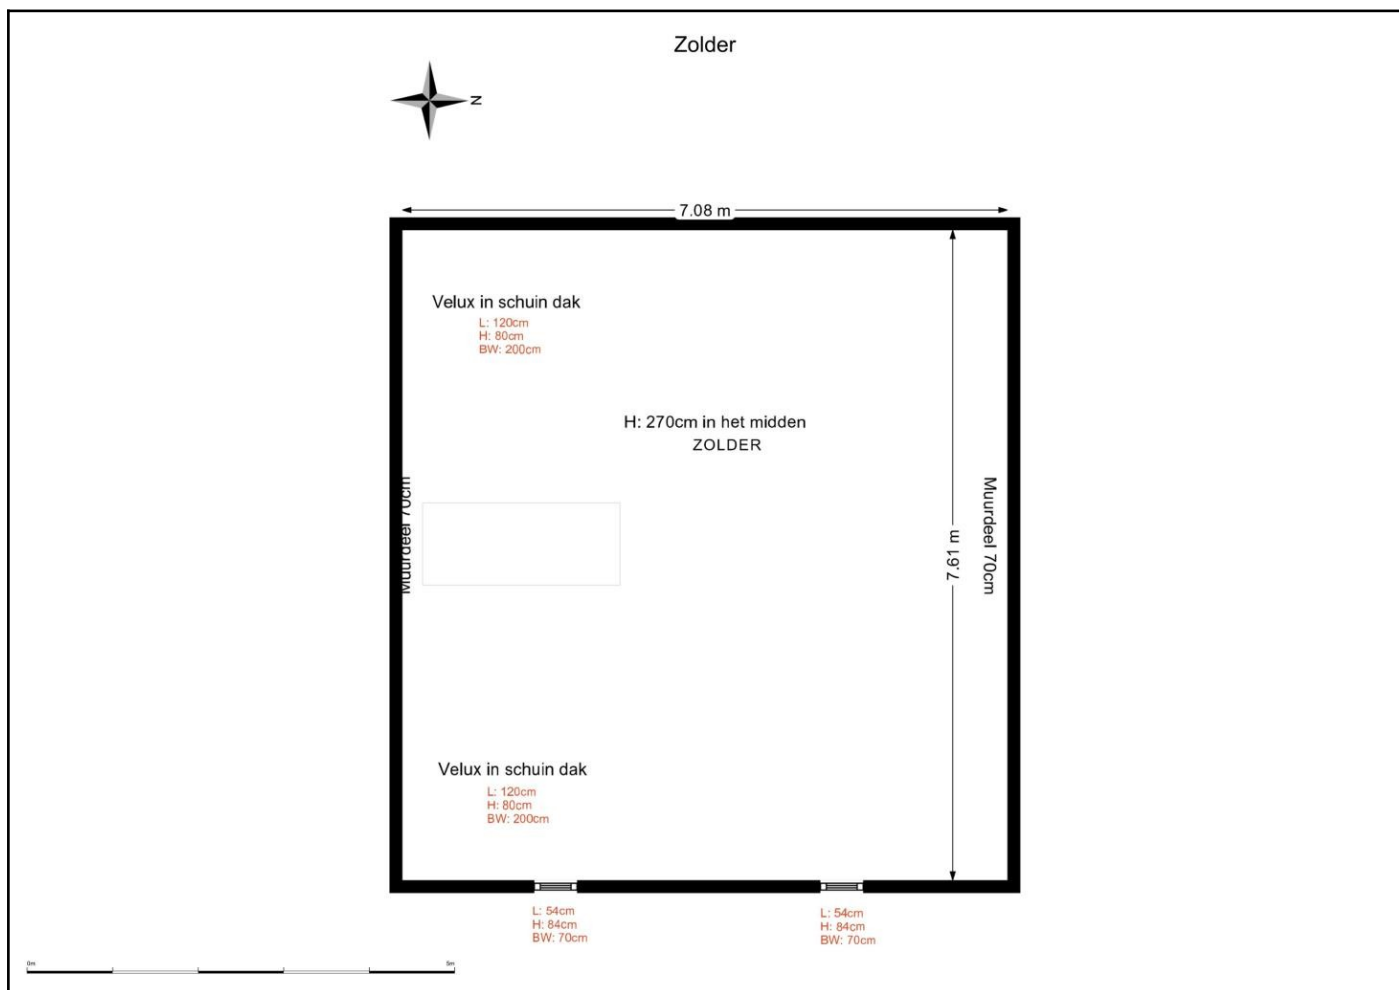 Zolder
N
7.08 m
Velux in schuin dak
L: 120cm
H: 80cm
BW: 200cm
H: 270cm in het midden
ZOLDER
Muurdeel 70cm
Muurdeel 70cm
7.61 m
Velux in schuin dak
L: 120cm
H: 80cm
BW: 200cm
L: 54cm
H: 84cm
BW: 70cm
L: 54cm
H: 84cm
BW: 70cm
0m
5m